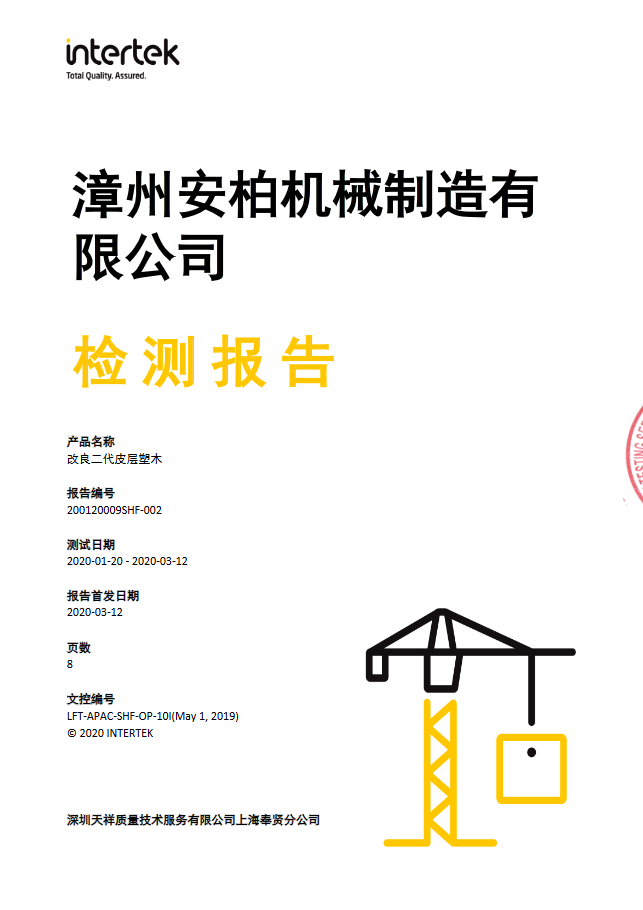 intertek
Total Quality. Assured.
漳州安柏机械制造有
限公司
检测报告
产品名称
改良二代皮层塑木
报告编号
200120009SHF-002
测试日期
2020-01-20 - 2020-03-12
报告首发日期
2020-03-12
页数
8
文控编号
LFT-APAC-SHF-OP-10l(May 1, 2019)
© 2020 INTERTEK
深圳天祥质量技术服务有限公司上海奉贤分公司
TESTING SE